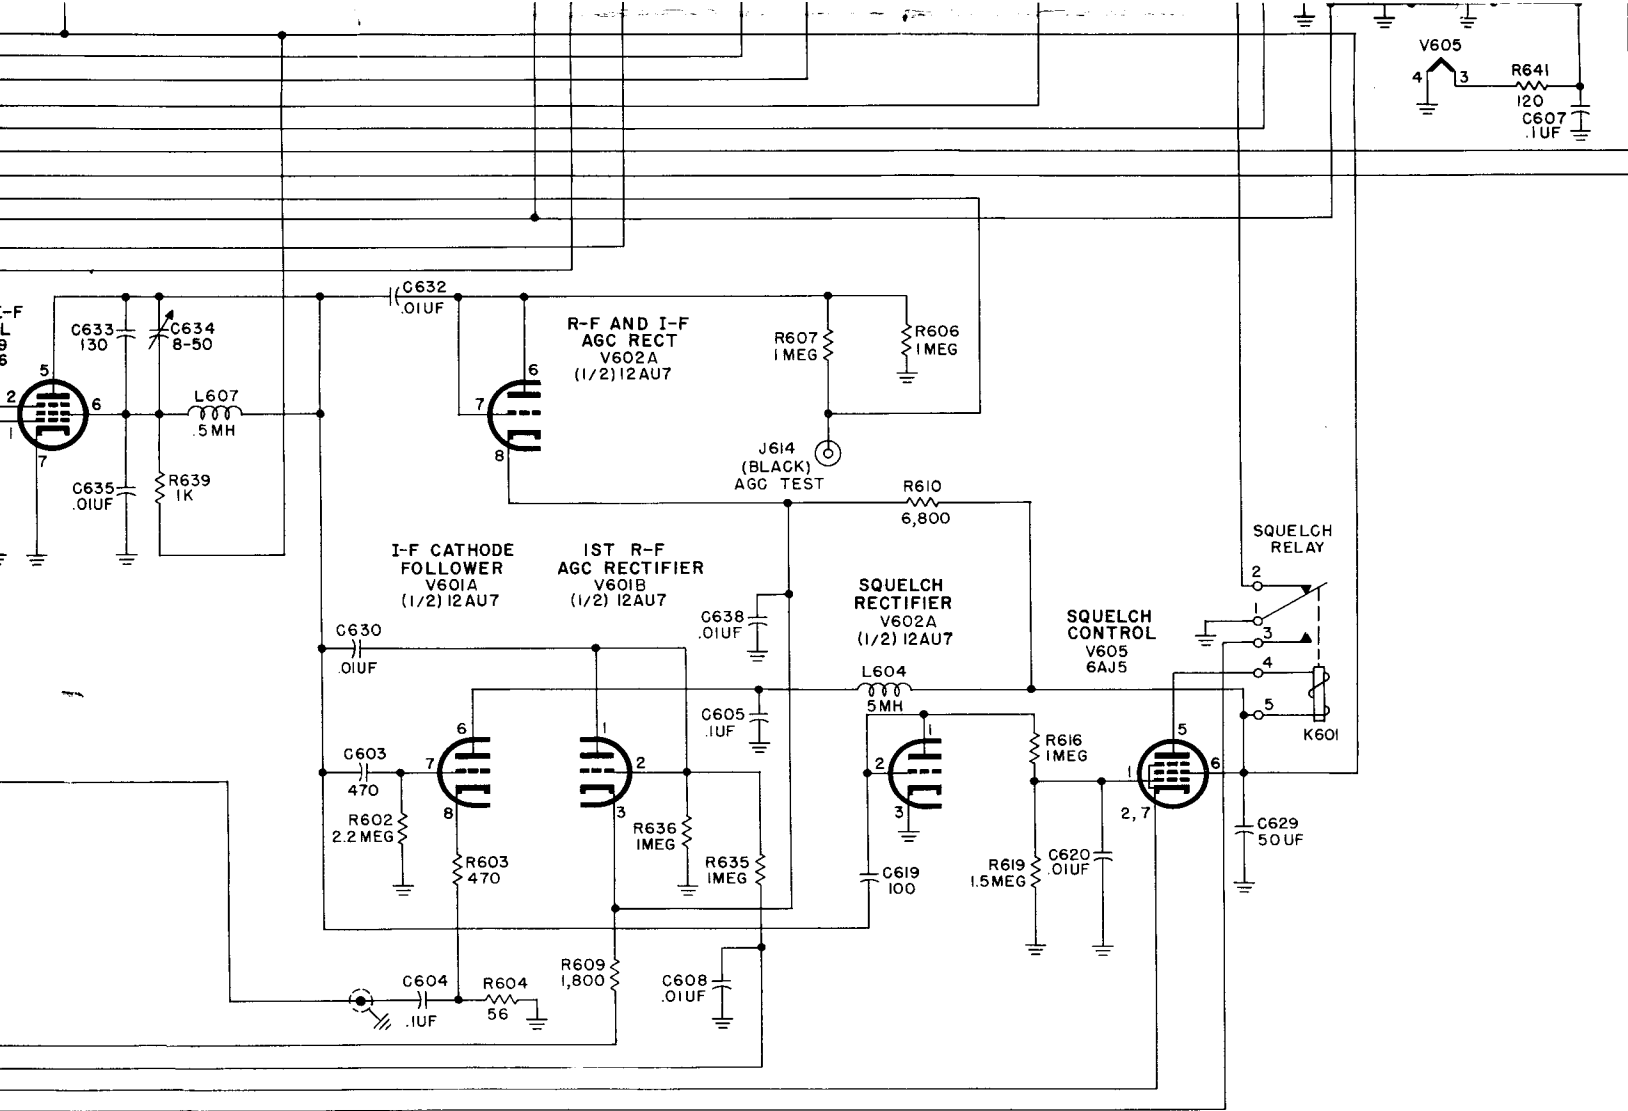 V605
4
3
R641
120
C607
.1UF
C632
.01UF
C633
130
C634
8-50
R-F AND I-F
AGC RECT
V602A
(1/2) 12AU7
R607
1MEG
R606
1MEG
5
2
6
1
7
L607
.5MH
6
7
8
J614
(BLACK)
AGC TEST
C635
.01UF
R639
1K
R610
6,800
I-F CATHODE
FOLLOWER
V601A
(1/2) 12AU7
1ST R-F
AGC RECTIFIER
V601B
(1/2) 12AU7
SQUELCH
RELAY
2
1
3
4
5
K601
SQUELCH
RECTIFIER
V602A
(1/2) 12AU7
SQUELCH
CONTROL
V605
6AJ5
C638
.01UF
C630
.01UF
L604
5MH
C605
.1UF
6
7
8
1
2
3
1
2
3
R616
1MEG
5
1
6
2,7
C603
470
R602
2.2MEG
R603
470
R636
1MEG
R635
1MEG
C619
100
R619
1.5MEG
C620
.01UF
C629
50UF
R609
1,800
C608
.01UF
C604
.1UF
R604
56